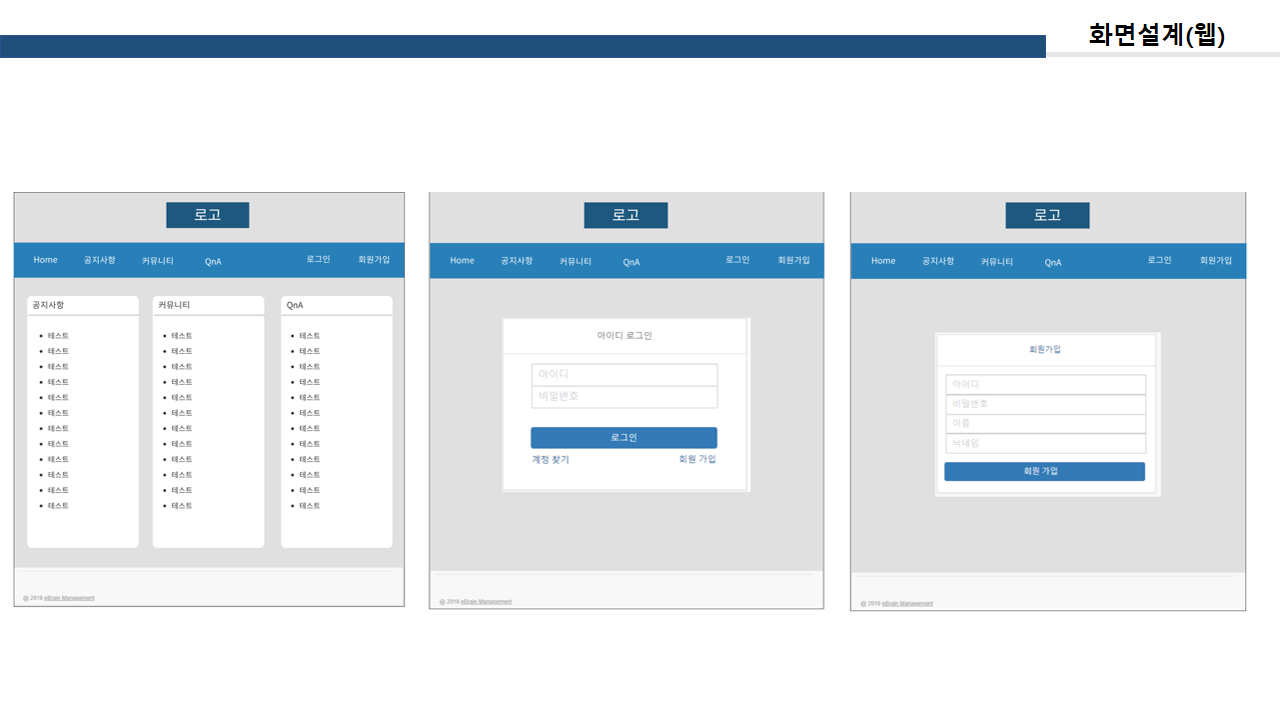 화면설계(웹)
로고
Home 공지사항 커뮤니티 QnA 로그인 회원가입
공지사항 커뮤니티 QnA
• 테스트 • 테스트 • 테스트
• 테스트 • 테스트 • 테스트
• 테스트 • 테스트 • 테스트
• 테스트 • 테스트 • 테스트
• 테스트 • 테스트 • 테스트
• 테스트 • 테스트 • 테스트
• 테스트 • 테스트 • 테스트
• 테스트 • 테스트 • 테스트
• 테스트 • 테스트 • 테스트
• 테스트 • 테스트 • 테스트
• 테스트 • 테스트 • 테스트
• 테스트 • 테스트 • 테스트
@ 2019 eBrain Management
로고
Home 공지사항 커뮤니티 QnA 로그인 회원가입
아이디 로그인
아이디
비밀번호
로그인
계정 찾기 회원 가입
@ 2019 eBrain Management
로고
Home 공지사항 커뮤니티 QnA 로그인 회원가입
회원가입
아이디
비밀번호
이름
닉네임
회원 가입
@ 2019 eBrain Management